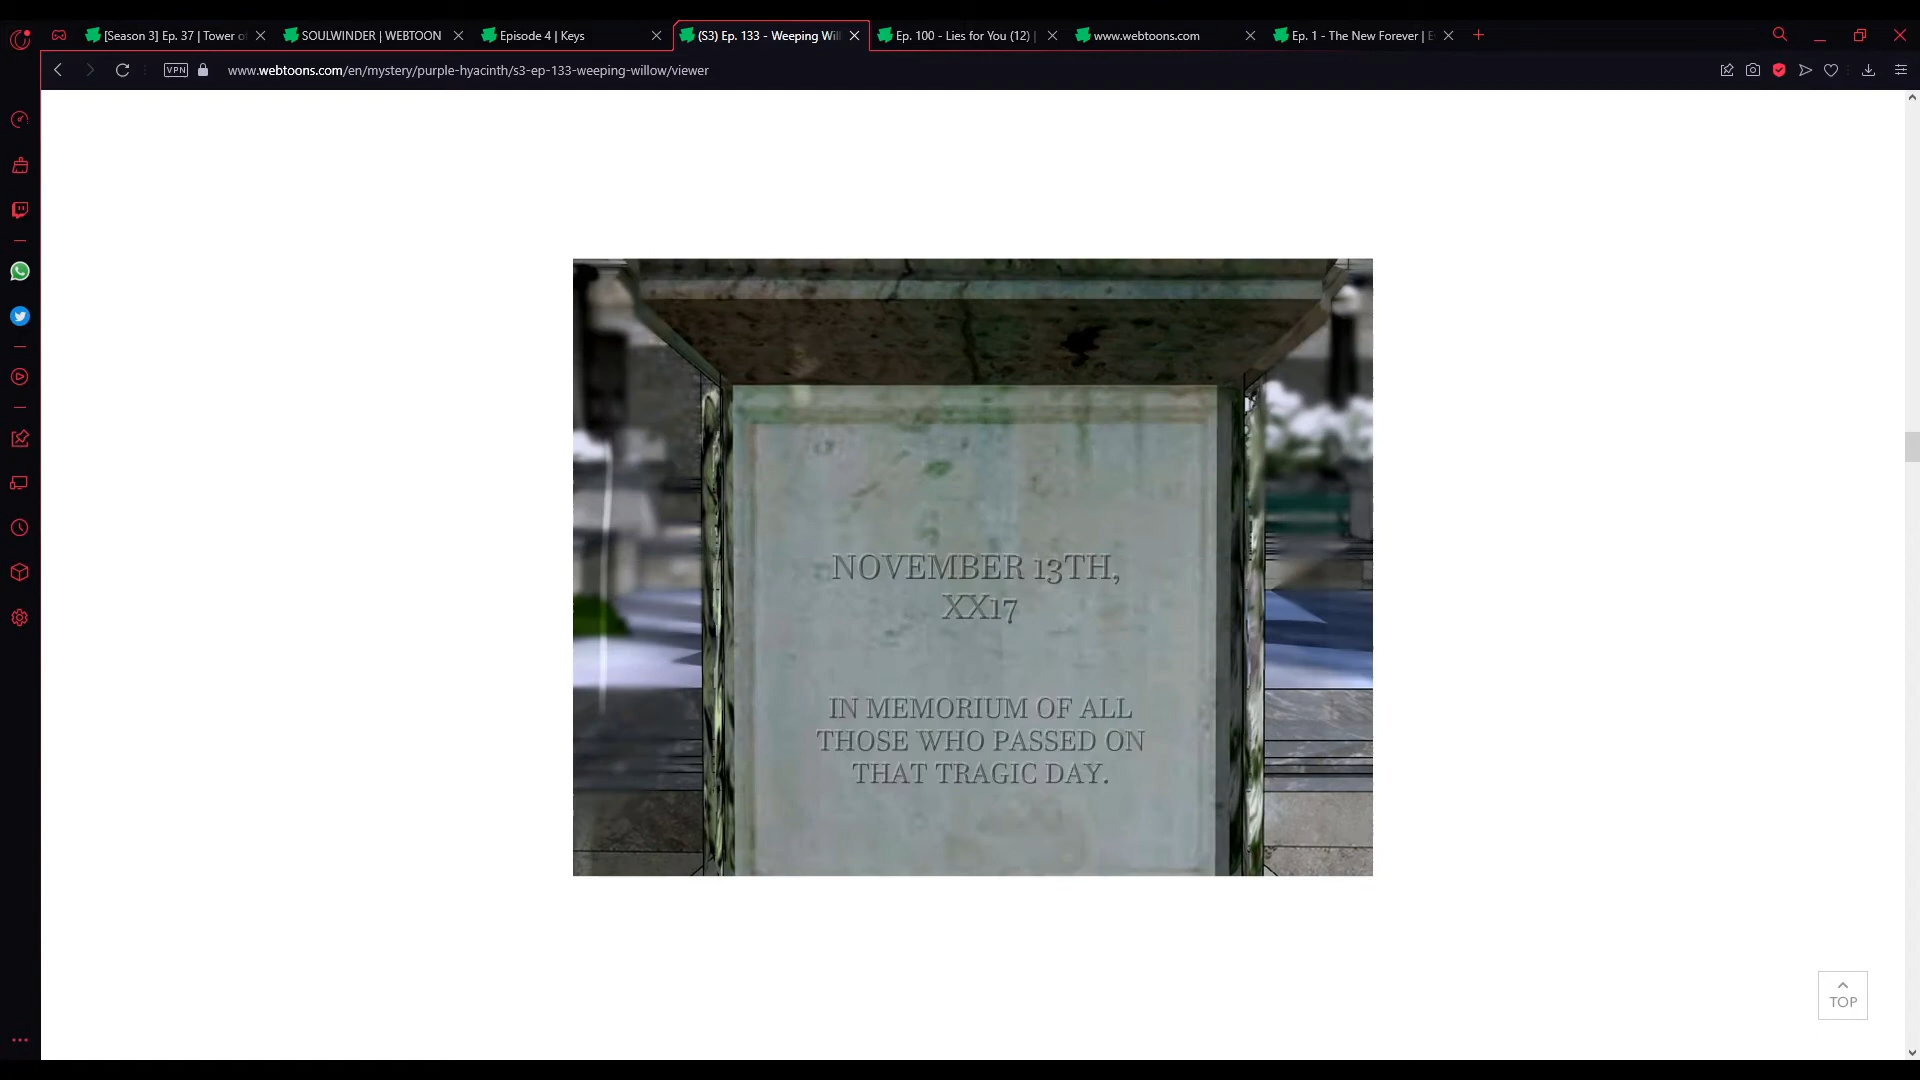 [Season 3] Ep. 37 | Tower o
SOULWINDER | WEBTOON
Episode 4 | Keys
(S3) Ep. 133 - Weeping Wil
Ep. 100 - Lies for You (12) |
www.webtoons.com
Ep. 1 - The New Forever |
VPN
www.webtoons.com/en/mystery/purple-hyacinth/s3-ep-133-weeping-willow/viewer
NOVEMBER 13TH,
XX17
IN MEMORIUM OF ALL
THOSE WHO PASSED ON
THAT TRAGIC DAY.
TOP